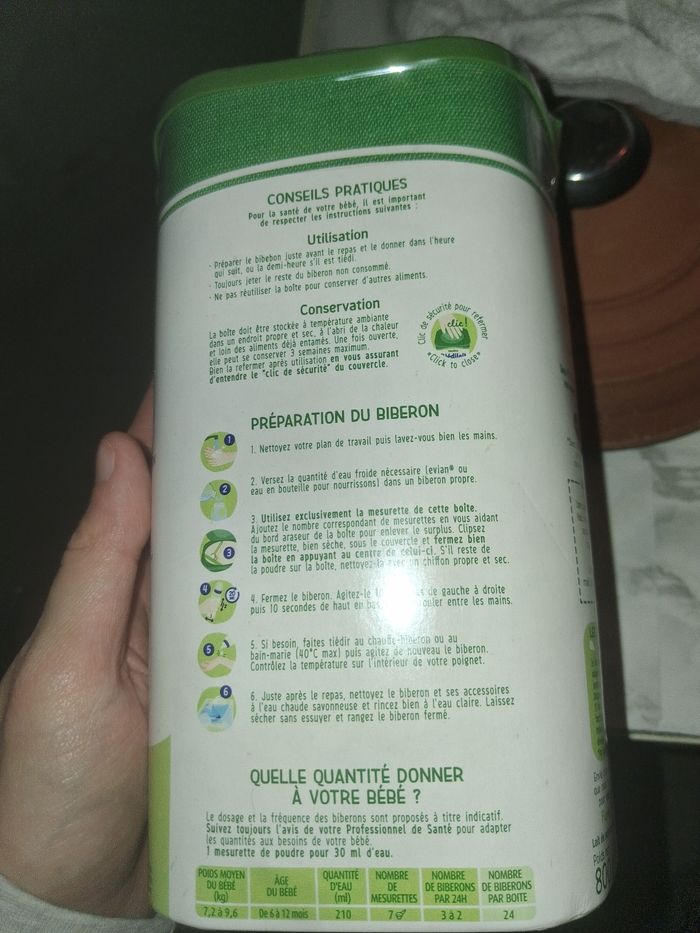 CONSEILS PRATIQUES
Pour la santé de votre bébé, il est important
de respecter les instructions suivantes :
Utilisation
- Préparer le bibebon juste avant le repas et le donner dans l'heure
qui suit, ou la demi-heure s'il est tiédi.
- Toujours jeter le reste du biberon non consommé.
- Ne pas réutiliser la boîte pour conserver d'autres aliments.
Conservation
La boîte doit être stockée à température ambiante
dans un endroit propre et sec, à l'abri de la chaleur
et loin des aliments déjà entamés. Une fois ouverte,
elle peut se conserver 3 semaines maximum.
Bien la refermer après utilisation en vous assurant
d'entendre le "clic de sécurité" du couvercle.
Clic de sécurité pour refermer
clic!
«Click to close»
PRÉPARATION DU BIBERON
1
1. Nettoyez votre plan de travail puis lavez-vous bien les mains.
2
2. Versez la quantité d'eau froide nécessaire (evian® ou
eau en bouteille pour nourrissons) dans un biberon propre.
3
3. Utilisez exclusivement la mesurette de cette boîte.
Ajoutez le nombre correspondant de mesurettes en vous aidant
du bord araseur de la boîte pour enlever le surplus. Clipsez
la mesurette, bien sèche, sous le couvercle et fermez bien
la boîte en appuyant au centre de celui-ci. S'il reste de
la poudre sur la boîte, nettoyez-la avec un chiffon propre et sec.
4
4. Fermez le biberon. Agitez-le de gauche à droite
puis 10 secondes de haut en bas rouler entre les mains.
5
5. Si besoin, faites tiédir au chauffe-biberon ou au
bain-marie (40°C max) puis agitez de nouveau le biberon.
Contrôlez la température sur l'intérieur de votre poignet.
6
6. Juste après le repas, nettoyez le biberon et ses accessoires
à l'eau chaude savonneuse et rincez bien à l'eau claire. Laissez
sécher sans essuyer et rangez le biberon fermé.
QUELLE QUANTITÉ DONNER
À VOTRE BÉBÉ ?
Le dosage et la fréquence des biberons sont proposés à titre indicatif.
Suivez toujours l'avis de votre Professionnel de Santé pour adapter
les quantités aux besoins de votre bébé.
1 mesurette de poudre pour 30 ml d'eau.
POIDS MOYEN DU BÉBÉ (kg) ÂGE DU BÉBÉ QUANTITÉ D'EAU (ml) NOMBRE DE MESURETTES NOMBRE DE BIBERONS PAR 24H NOMBRE DE BIBERONS PAR BOITE
7,2 à 9,6 De 6 à 12 mois 210 7 3 à 2 24